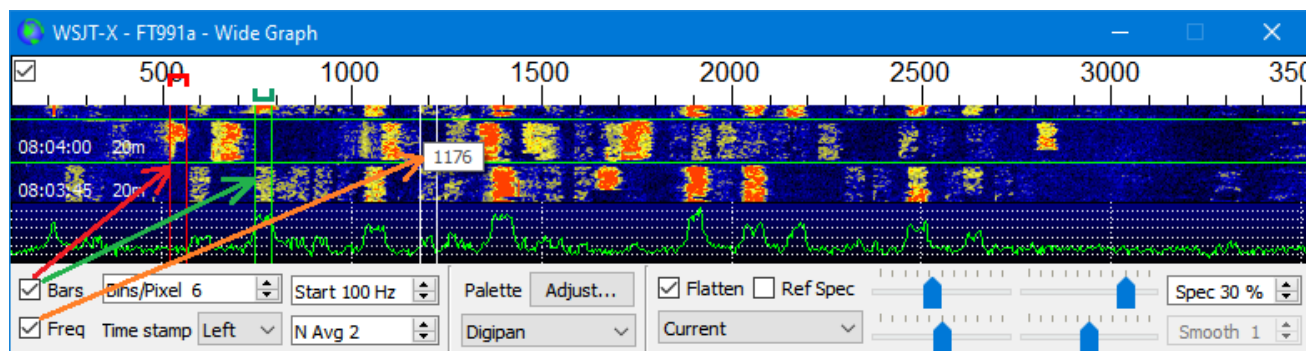 WSJT-X - FT991a - Wide Graph
500 1000 1500 2000 2500 3000 350
08:04:00 20m
1176
08:03:45 20m
Bars Bins/Pixel 6 Start 100 Hz Palette Adjust... Flatten Ref Spec Spec 30 %
Freq Time stamp Left N Avg 2 Digipan Current Smooth 1